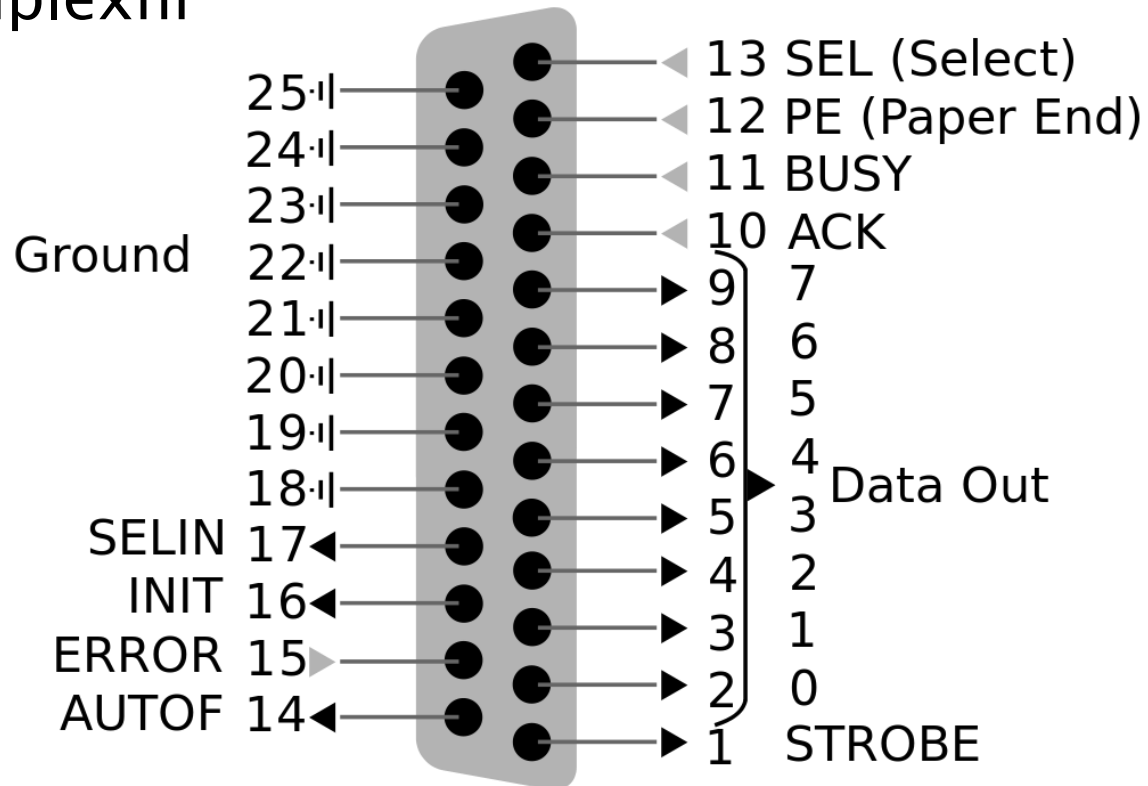 13 SEL (Select)
25
12 PE (Paper End)
24
11 BUSY
23
10 ACK
Ground
22
9 7
21
8 6
20
7 5
19
6 4
Data Out
18
5 3
SELIN 17
4 2
INIT 16
3 1
ERROR 15
2 0
AUTOF 14
1 STROBE